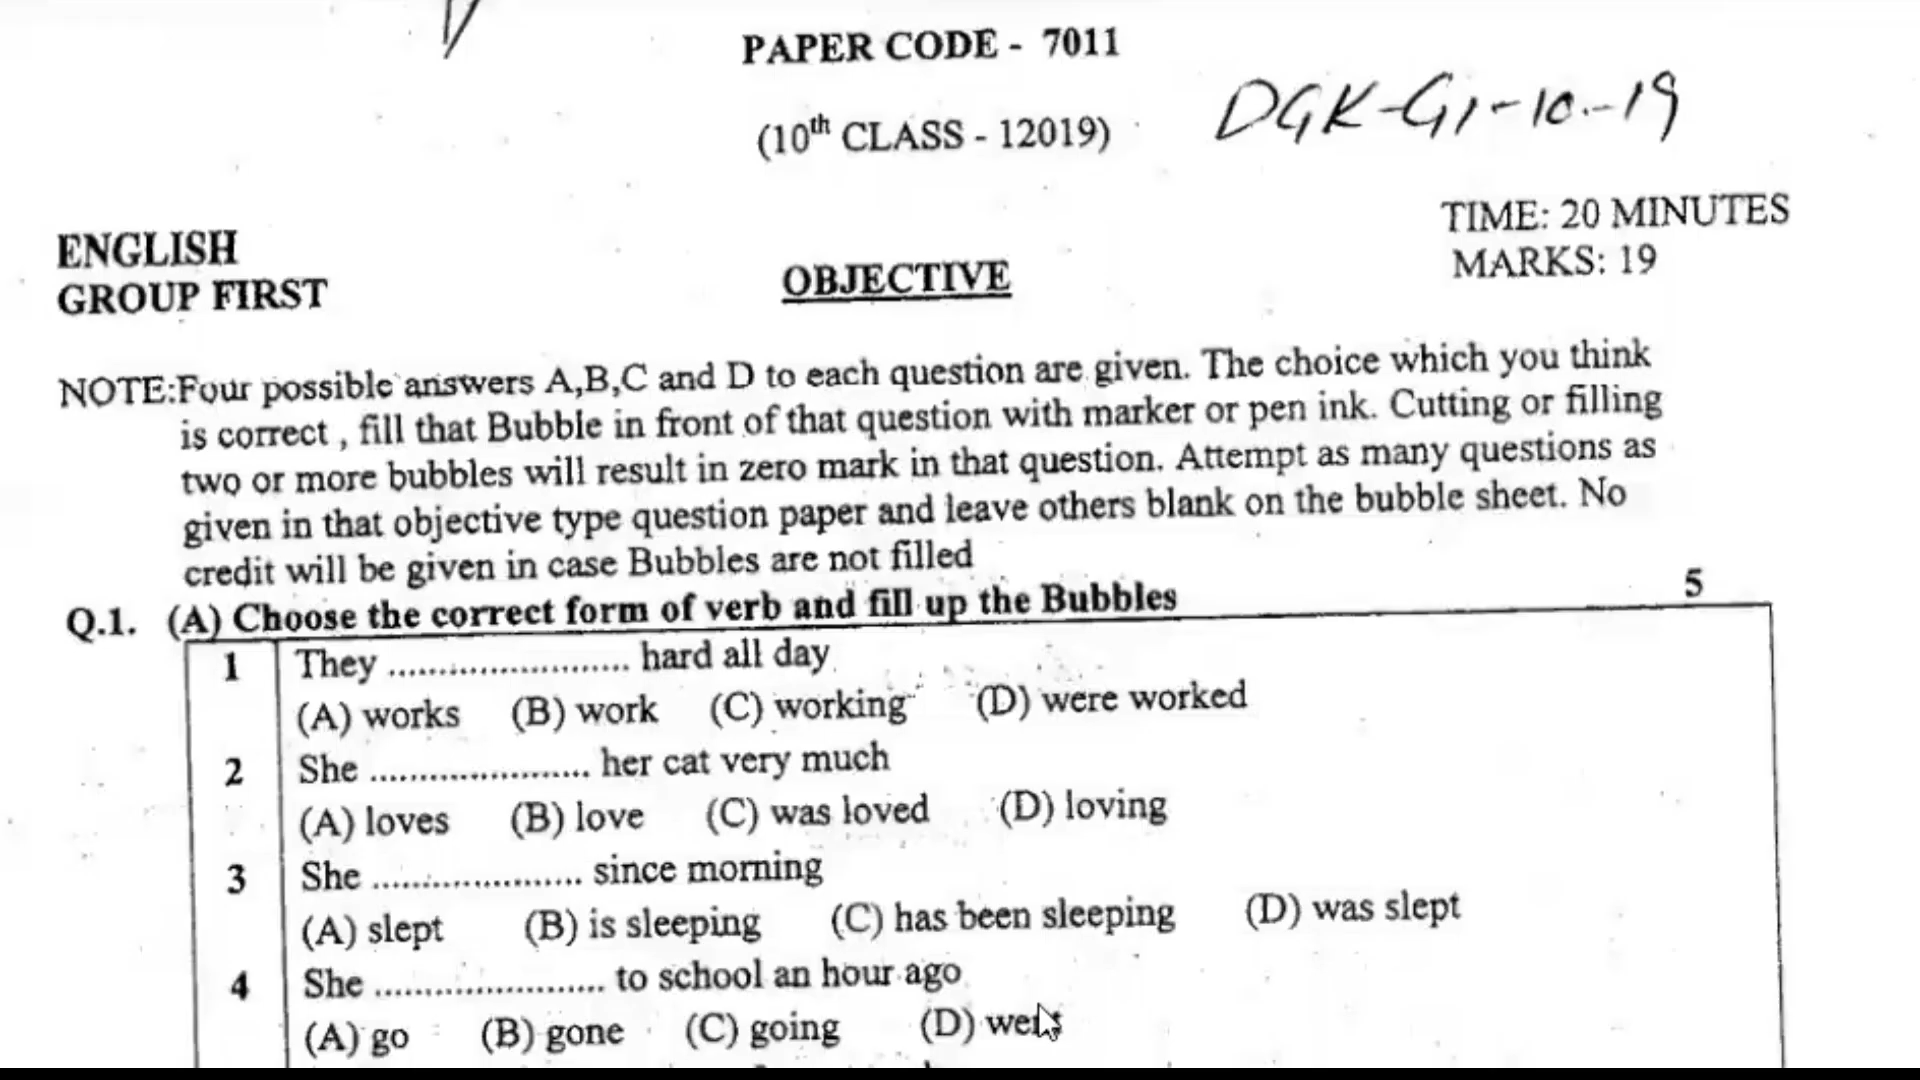 PAPER CODE - 7011
(10th CLASS - 12019)
DGK-G1-10-19
TIME: 20 MINUTES
MARKS: 19
ENGLISH
GROUP FIRST
OBJECTIVE
NOTE:Four possible answers A,B,C and D to each question are given. The choice which you think
is correct , fill that Bubble in front of that question with marker or pen ink. Cutting or filling
two or more bubbles will result in zero mark in that question. Attempt as many questions as
given in that objective type question paper and leave others blank on the bubble sheet. No
credit will be given in case Bubbles are not filled
Q.1. (A) Choose the correct form of verb and fill up the Bubbles 5
1 They ........................ hard all day
(A) works (B) work (C) working (D) were worked
2 She ...................... her cat very much
(A) loves (B) love (C) was loved (D) loving
3 She ..................... since morning
(A) slept (B) is sleeping (C) has been sleeping (D) was slept
4 She ....................... to school an hour ago
(A) go (B) gone (C) going (D) went